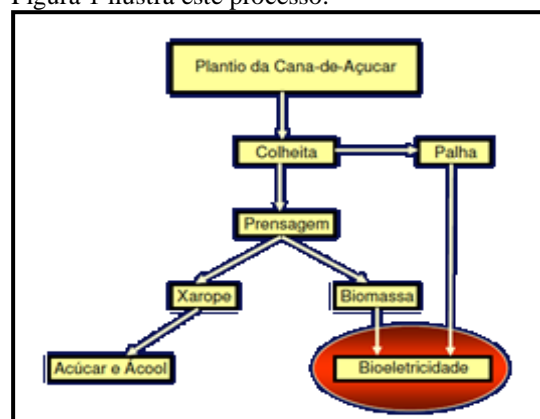 Figura 1 ilustra este processo.
Plantio da Cana-de-Açucar
Colheita
Palha
Prensagem
Xarope
Biomassa
Acúcar e Ácool
Bioeletricidade